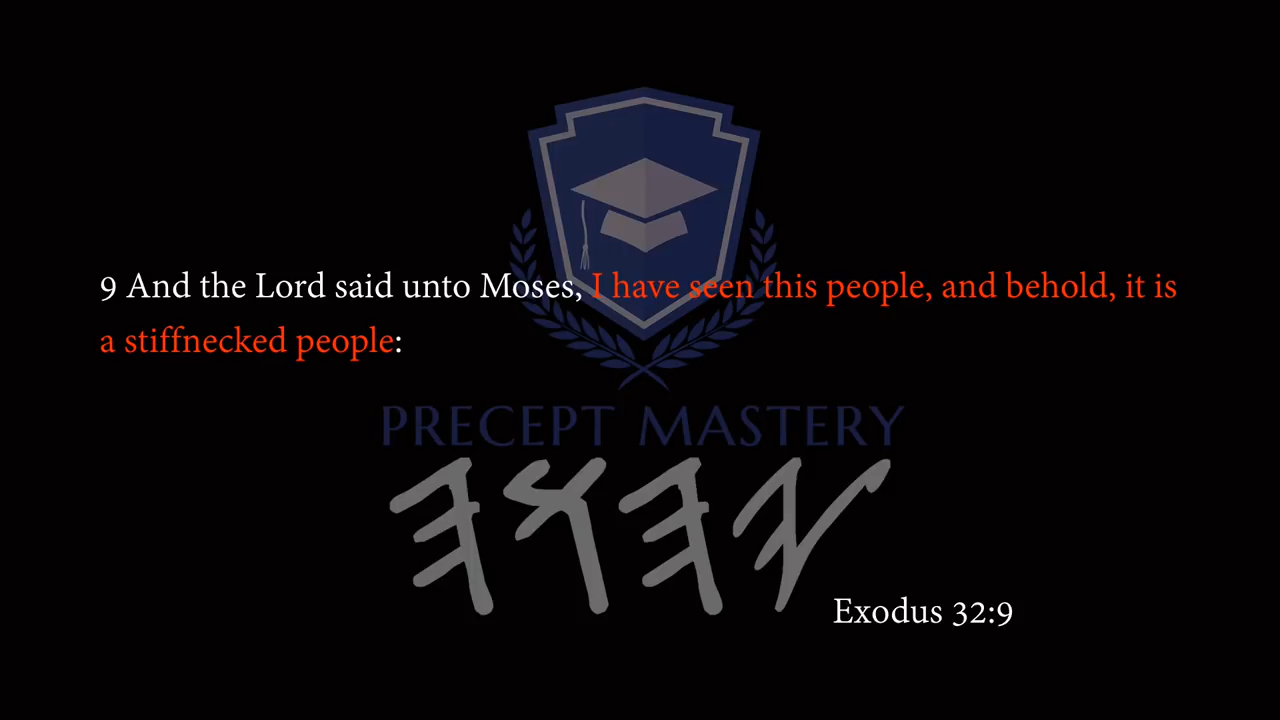 9 And the Lord said unto Moses, I have seen this people, and behold, it is
a stiffnecked people:
PRECEPT MASTERY
𐤉𐤄𐤅𐤄
Exodus 32:9